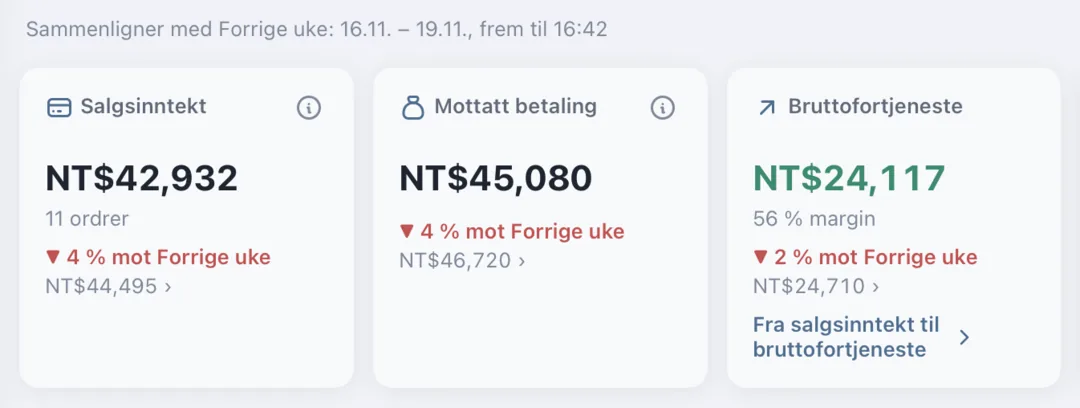 Sammenligner med Forrige uke: 16.11. – 19.11., frem til 16:42
Salgsinntekt
NT$42,932
11 ordrer
▼ 4 % mot Forrige uke
NT$44,495 ›
Mottatt betaling
NT$45,080
▼ 4 % mot Forrige uke
NT$46,720 ›
Bruttofortjeneste
NT$24,117
56 % margin
▼ 2 % mot Forrige uke
NT$24,710 ›
Fra salgsinntekt til
bruttofortjeneste